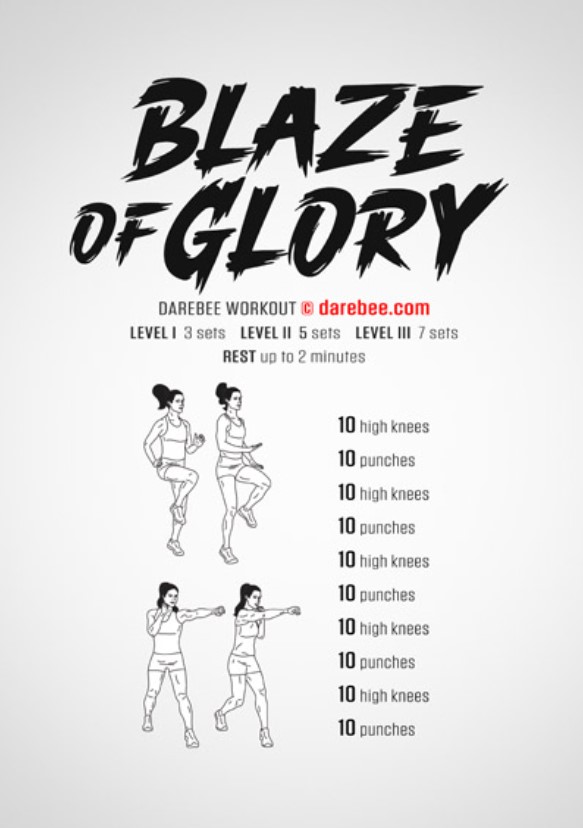 BLAZE
OF GLORY
DAREBEE WORKOUT © darebee.com
LEVEL I 3 sets LEVEL II 5 sets LEVEL III 7 sets
REST up to 2 minutes
10 high knees
10 punches
10 high knees
10 punches
10 high knees
10 punches
10 high knees
10 punches
10 high knees
10 punches